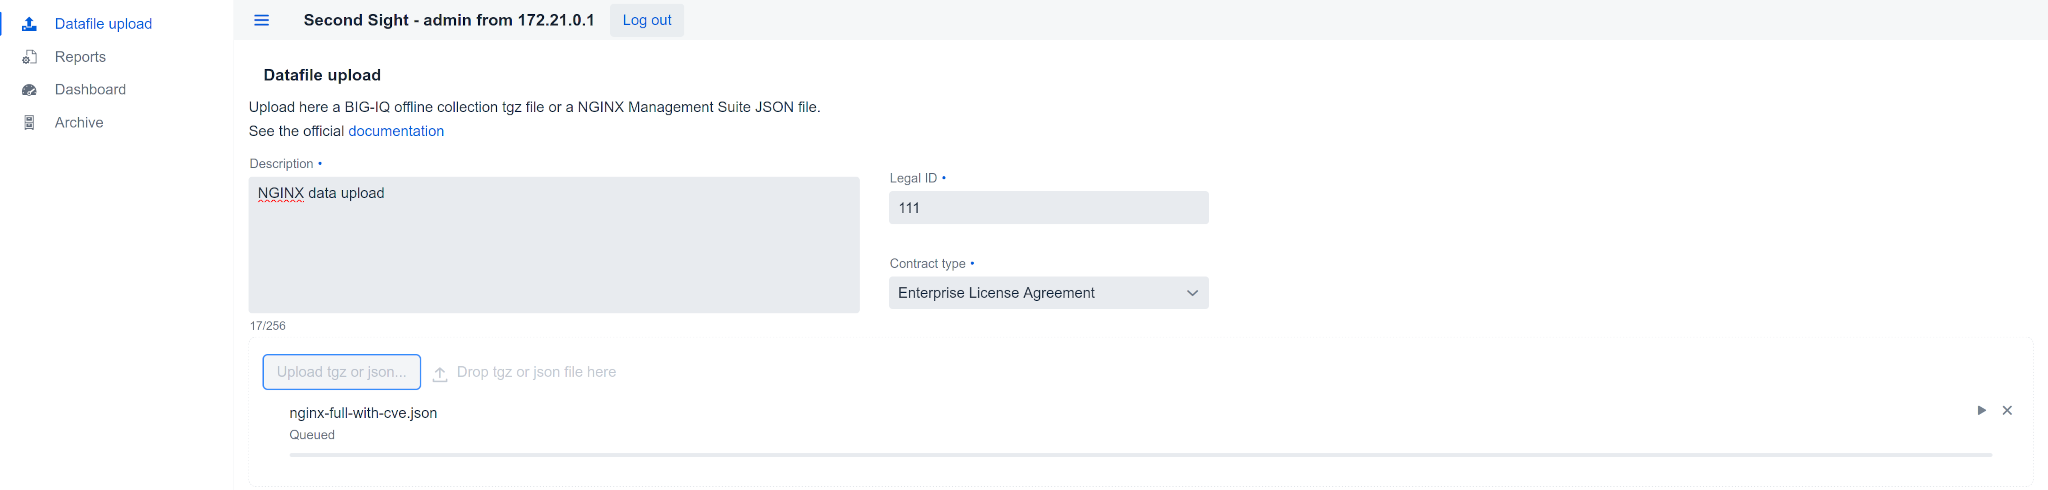 Datafile upload
Reports
Dashboard
Archive
Second Sight - admin from 172.21.0.1
Log out
Datafile upload
Upload here a BIG-IQ offline collection tgz file or a NGINX Management Suite JSON file.
See the official documentation
Description •
NGINX data upload
17/256
Legal ID •
111
Contract type •
Enterprise License Agreement
Upload tgz or json...
Drop tgz or json file here
nginx-full-with-cve.json
Queued